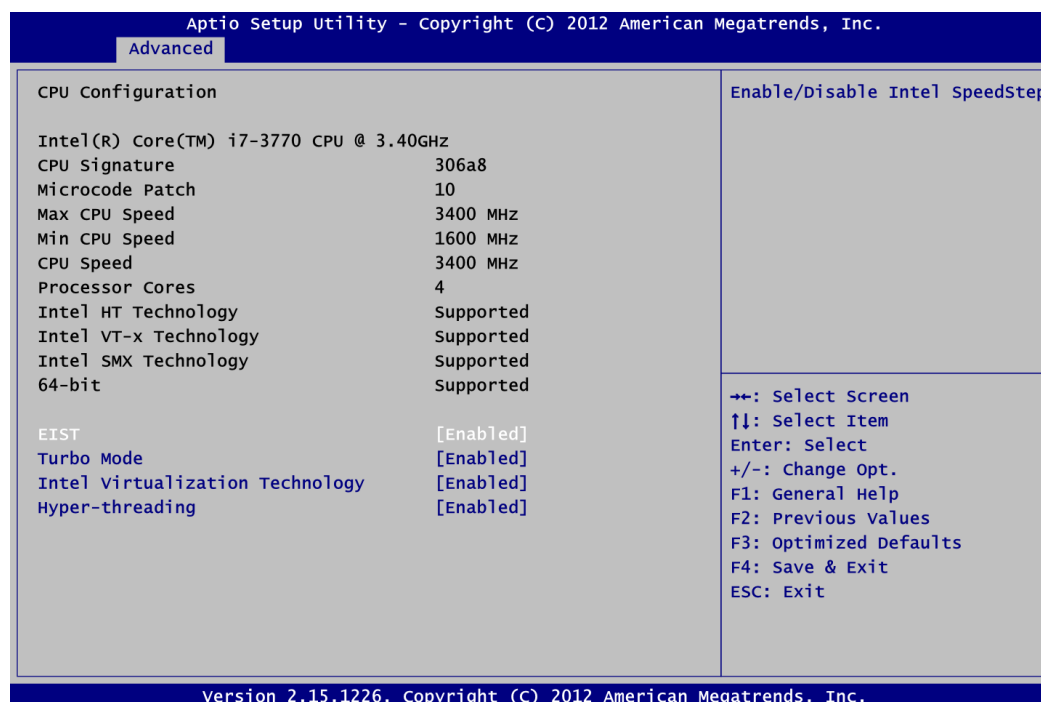 Aptio Setup Utility - Copyright (C) 2012 American Megatrends, Inc.
Advanced
CPU Configuration
Intel(R) Core(TM) i7-3770 CPU @ 3.40GHz
CPU Signature 306a8
Microcode Patch 10
Max CPU Speed 3400 MHz
Min CPU Speed 1600 MHz
CPU Speed 3400 MHz
Processor Cores 4
Intel HT Technology Supported
Intel VT-x Technology Supported
Intel SMX Technology Supported
64-bit Supported
EIST [Enabled]
Turbo Mode [Enabled]
Intel Virtualization Technology [Enabled]
Hyper-threading [Enabled]
Enable/Disable Intel SpeedStep
→←: Select Screen
↑↓: Select Item
Enter: Select
+/-: Change Opt.
F1: General Help
F2: Previous Values
F3: Optimized Defaults
F4: Save & Exit
ESC: Exit
Version 2.15.1226. Copyright (C) 2012 American Megatrends, Inc.